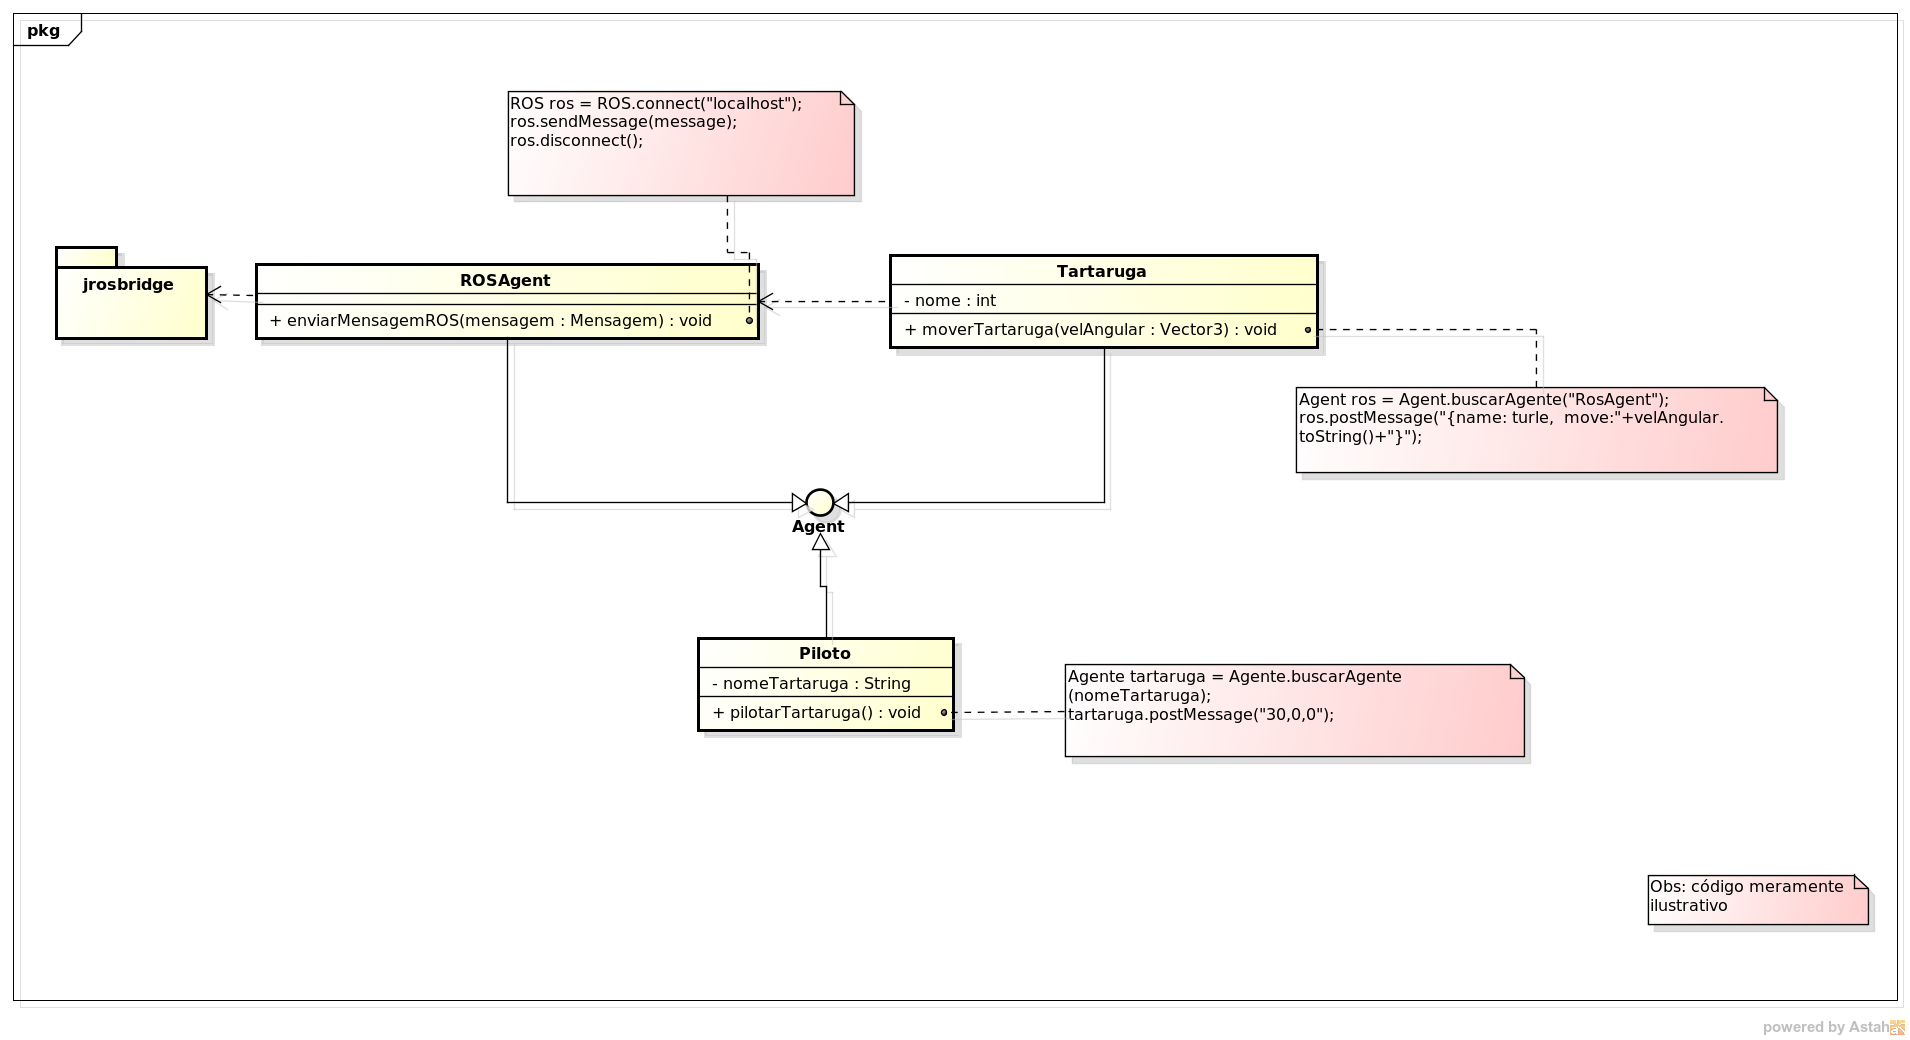 pkg
ROS ros = ROS.connect("localhost");
ros.sendMessage(message);
ros.disconnect();
jrosbridge
ROSAgent
+ enviarMensagemROS(mensagem : Mensagem) : void
Tartaruga
- nome : int
+ moverTartaruga(velAngular : Vector3) : void
Agent ros = Agent.buscarAgente("RosAgent");
ros.postMessage("{name: turle,  move:"+velAngular.
toString()+"}");
Agent
Piloto
- nomeTartaruga : String
+ pilotarTartaruga() : void
Agente tartaruga = Agente.buscarAgente
(nomeTartaruga);
tartaruga.postMessage("30,0,0");
Obs: código meramente
ilustrativo
powered by Astah